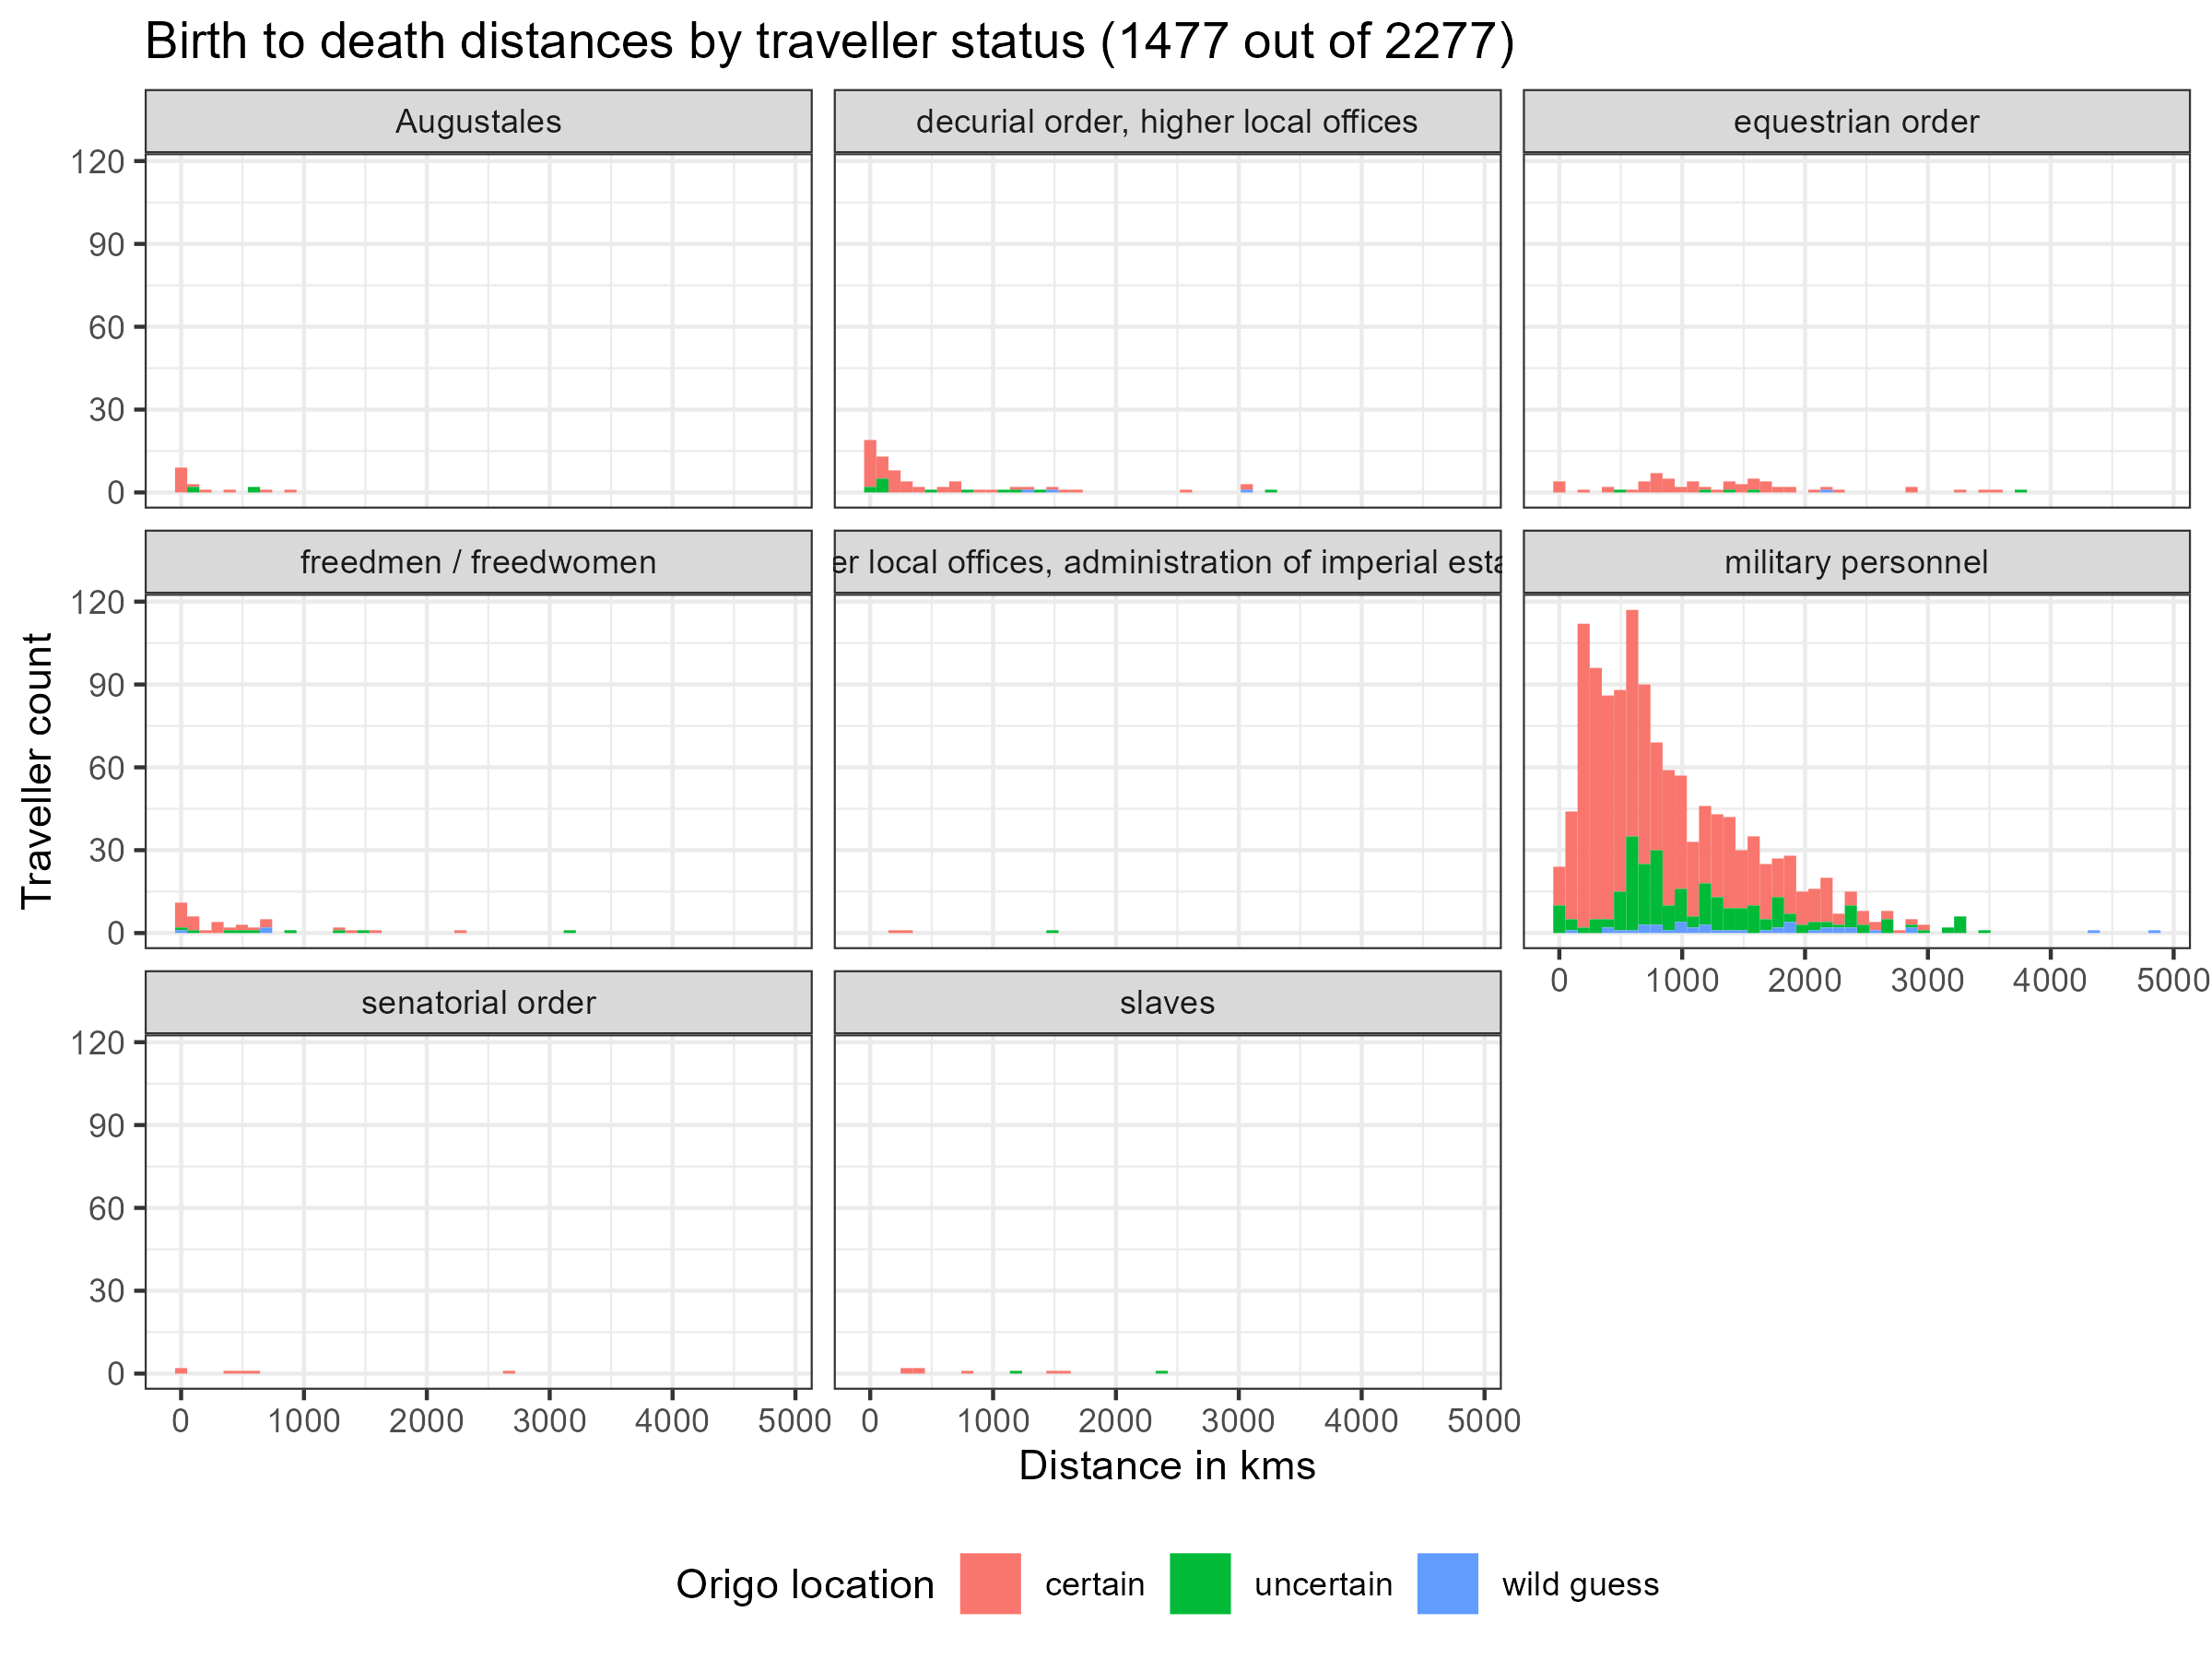 Birth to death distances by traveller status (1477 out of 2277)
Augustales
decurial order, higher local offices
equestrian order
120
90
60
30
0
freedmen / freedwomen
local offices, administration of imperial
military personnel
120
90
60
30
0
0 1000 2000 3000 4000 5000
Traveller count
senatorial order
slaves
120
90
60
30
0
0 1000 2000 3000 4000 5000
0 1000 2000 3000 4000 5000
Distance in kms
Origo location certain uncertain wild guess